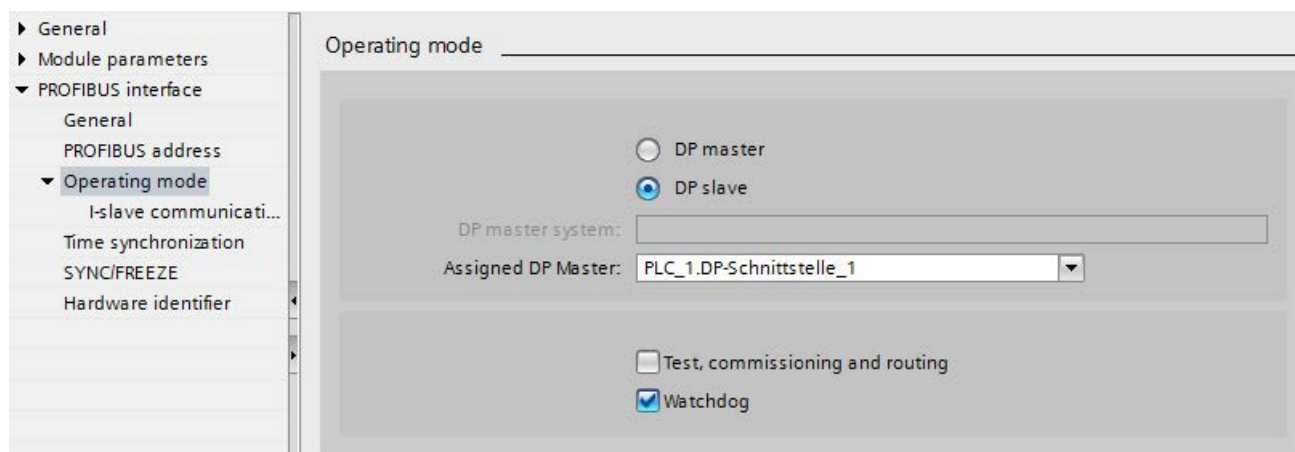 General
Module parameters
PROFIBUS interface
General
PROFIBUS address
Operating mode
I-slave communicati...
Time synchronization
SYNC/FREEZE
Hardware identifier
Operating mode
DP master
DP slave
DP master system:
Assigned DP Master: PLC_1.DP-Schnittstelle_1
Test, commissioning and routing
Watchdog